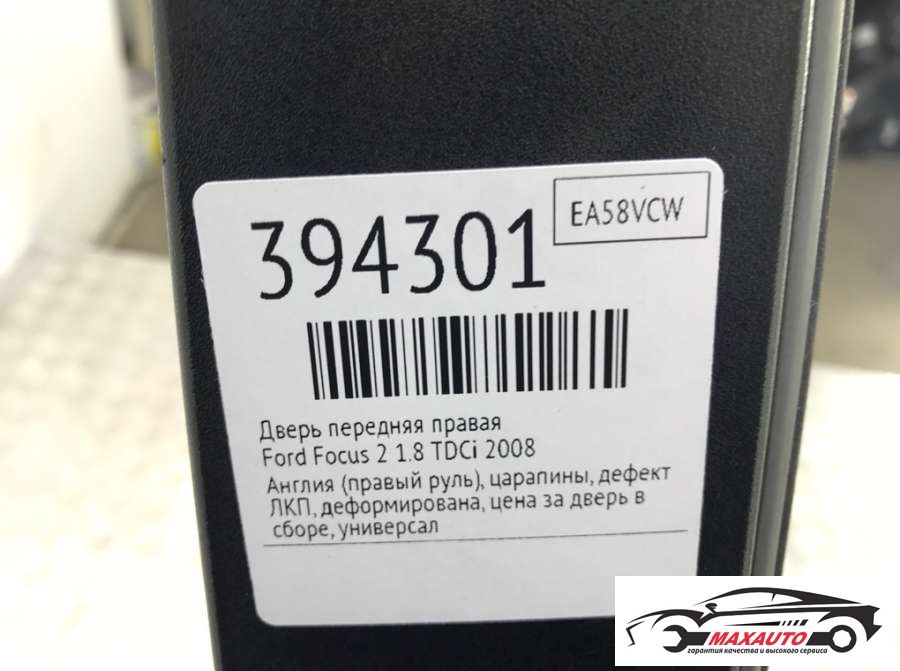 EA58VCW
394301
Дверь передняя правая
Ford Focus 2 1.8 TDCi 2008
Англия (правый руль), царапины, дефект
ЛКП, деформирована, цена за дверь в
сборе, универсал
MAXAUTO
гарантия качества и высокого сервиса